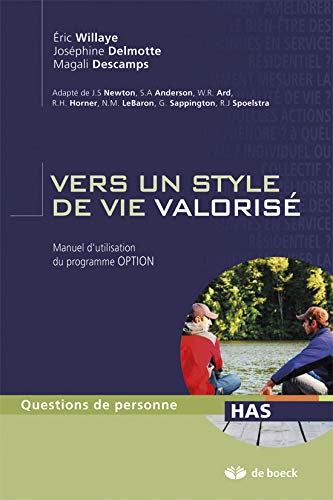 Éric Willaye
Joséphine Delmotte
Magali Descamps
Adapté de J.S Newton, S.A Anderson, W.R. Ard,
R.H. Horner, N.M. LeBaron, G. Sappington, R.J Spoelstra
VERS UN STYLE
DE VIE VALORISÉ
Manuel d'utilisation
du programme OPTION
Questions de personne
HAS
de boeck